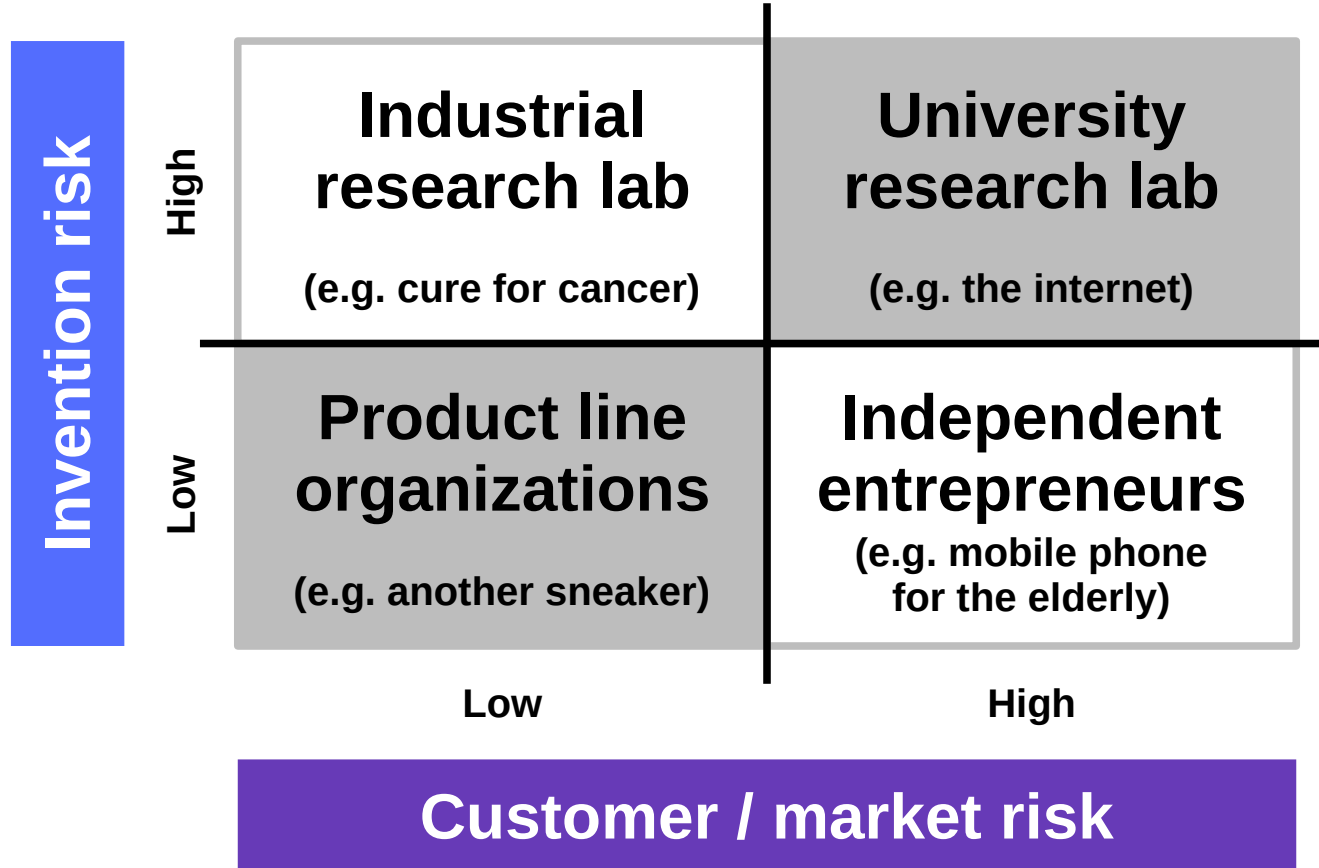 Invention risk
High
Low
Industrial
research lab
(e.g. cure for cancer)
University
research lab
(e.g. the internet)
Product line
organizations
(e.g. another sneaker)
Independent
entrepreneurs
(e.g. mobile phone
for the elderly)
Low
High
Customer / market risk